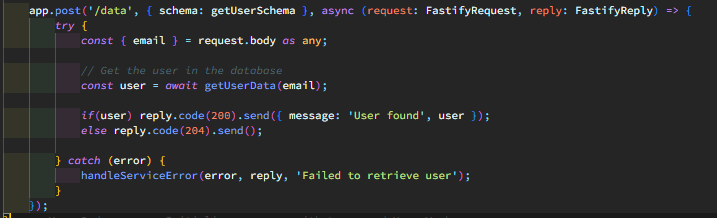 app.post('/data', { schema: getUserSchema }, async (request: FastifyRequest, reply: FastifyReply) => {
try {
const { email } = request.body as any;
// Get the user in the database
const user = await getUserData(email);
if(user) reply.code(200).send({ message: 'User found', user });
else reply.code(204).send();
} catch (error) {
handleServiceError(error, reply, 'Failed to retrieve user');
}
});